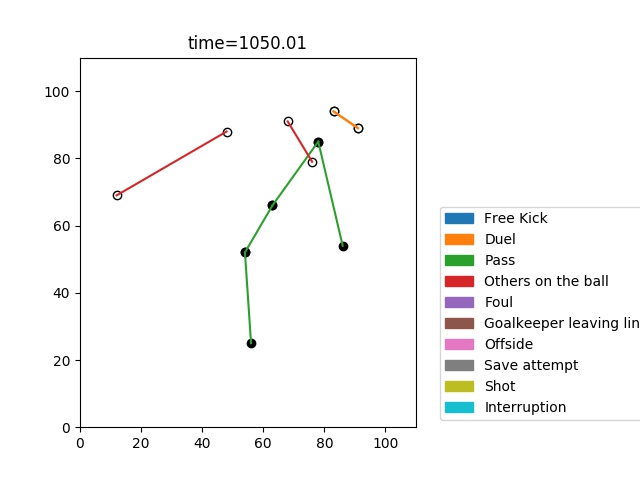 time=1050.01
100
80
60
40
20
0
0 20 40 60 80 100
Free Kick
Duel
Pass
Others on the ball
Foul
Goalkeeper leaving lin
Offside
Save attempt
Shot
Interruption